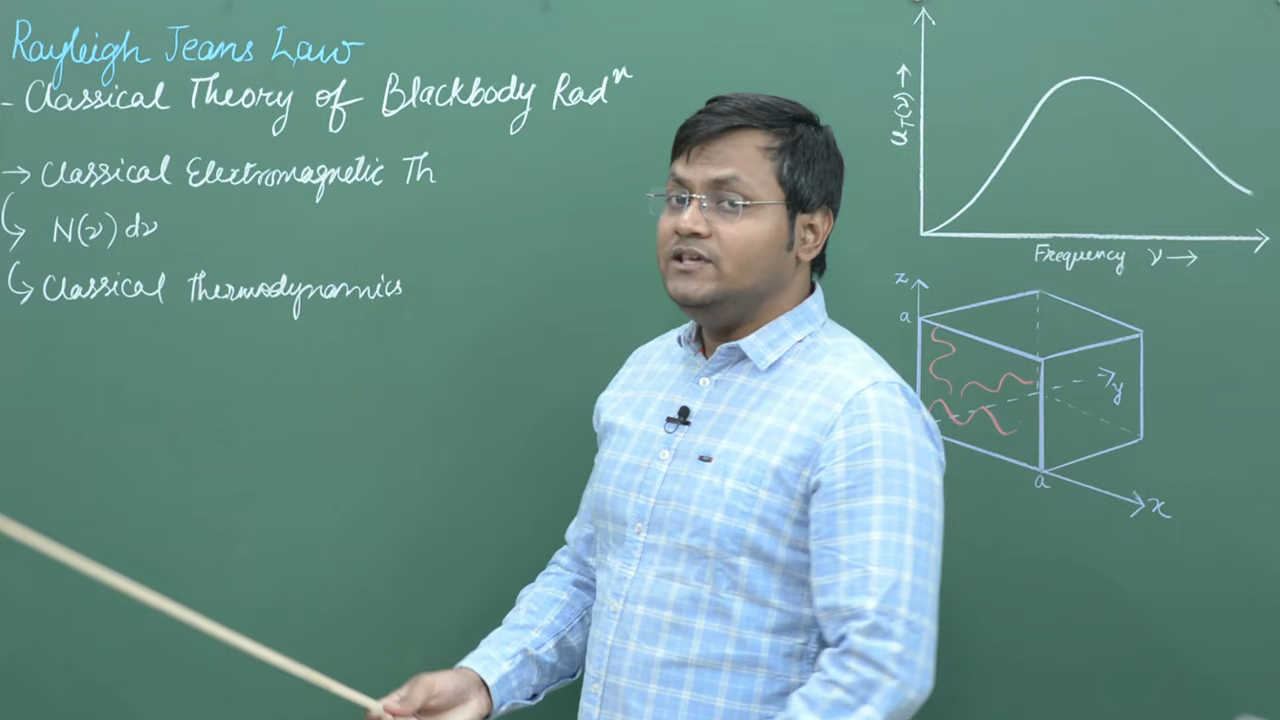 Rayleigh Jeans Law
- Classical Theory of Blackbody Radⁿ
→ Classical Electromagnetic Th
↳ N(ν) dν
↳ Classical thermodynamics
u_T(ν) →
Frequency ν →
z
a
y
a
x